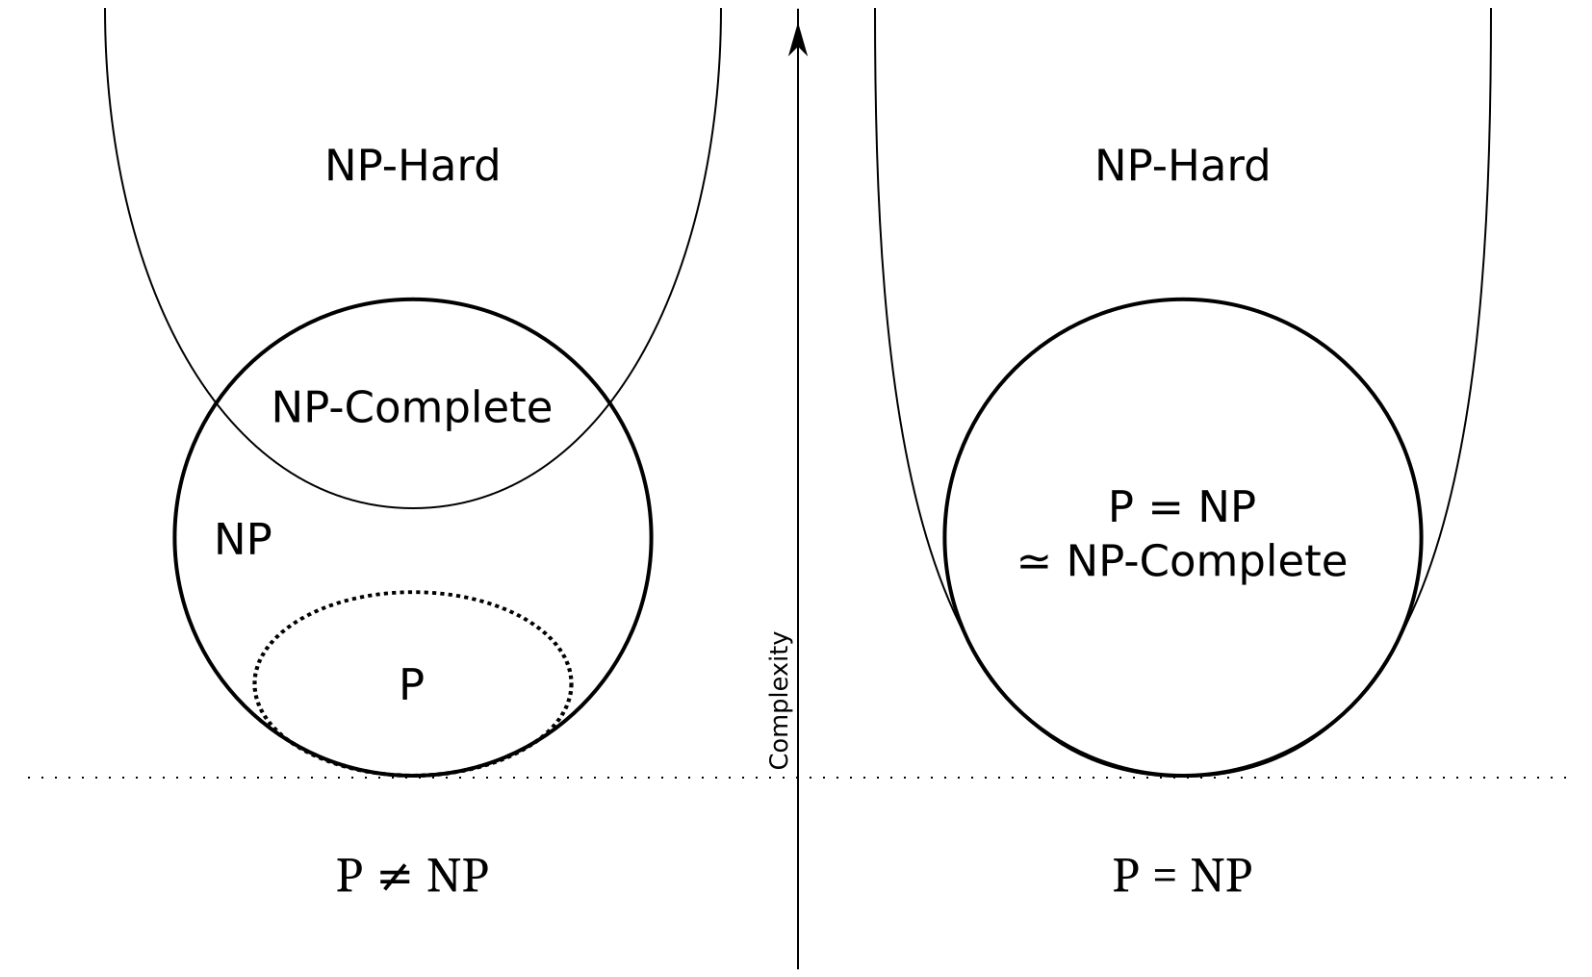 NP-Hard
NP-Complete
NP
P
P ≠ NP
Complexity
NP-Hard
P = NP
≃ NP-Complete
P = NP